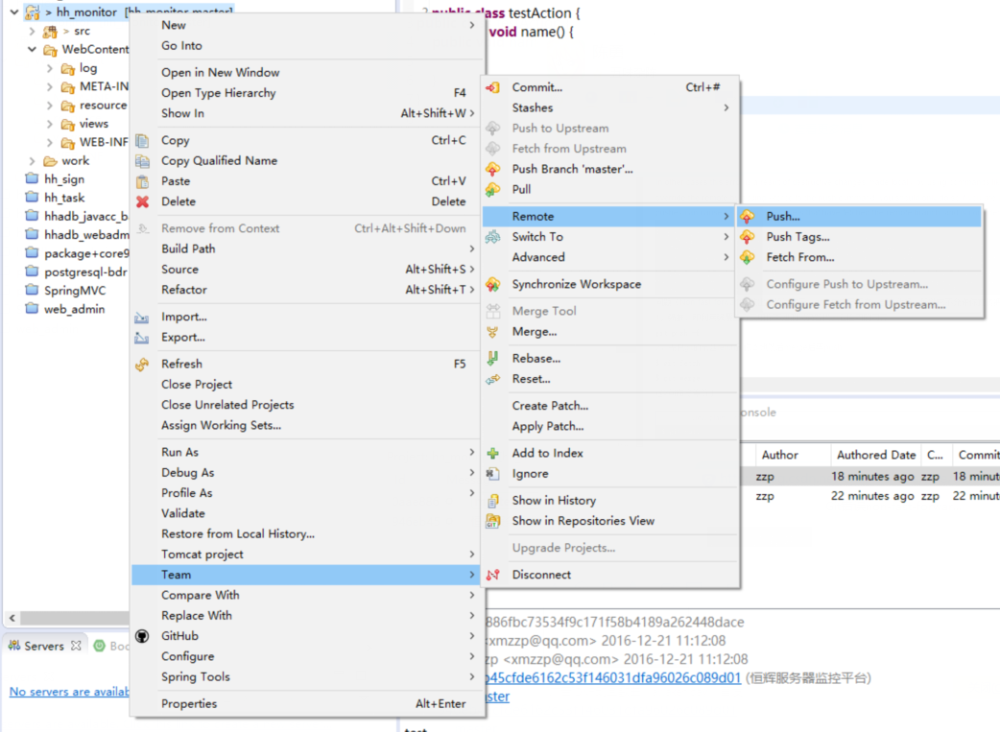 > hh_monitor [hh_monitor master]
> src
WebContent
log
META-IN
resource
views
WEB-INF
work
hh_sign
hh_task
hhadb_javacc_b
hhadb_webadm
package+core9
postgresql-bdr
SpringMVC
web_admin
Servers
Boo
No servers are availab
New
Go Into
Open in New Window
Open Type Hierarchy F4
Show In Alt+Shift+W >
Copy Ctrl+C
Copy Qualified Name
Paste Ctrl+V
Delete Delete
Remove from Context Ctrl+Alt+Shift+Down
Build Path
Source Alt+Shift+S >
Refactor Alt+Shift+T >
Import...
Export...
Refresh F5
Close Project
Close Unrelated Projects
Assign Working Sets...
Run As
Debug As
Profile As
Validate
Restore from Local History...
Tomcat project
Team
Compare With
Replace With
GitHub
Configure
Spring Tools
Properties Alt+Enter
Commit... Ctrl+#
Stashes
Push to Upstream
Fetch from Upstream
Push Branch 'master'...
Pull
Remote
Switch To
Advanced
Synchronize Workspace
Merge Tool
Merge...
Rebase...
Reset...
Create Patch...
Apply Patch...
Add to Index
Ignore
Show in History
Show in Repositories View
Upgrade Projects...
Disconnect
Push...
Push Tags...
Fetch From...
Configure Push to Upstream...
Configure Fetch from Upstream...
public class testAction {
void name() {
onsole
Author Authored Date C... Commit
zzp 18 minutes ago zzp 18 minut
zzp 22 minutes ago zzp 22 minut
886fbc73534f9c171f58b4189a262448dace
<xmzzp@qq.com> 2016-12-21 11:12:08
zp <xmzzp@qq.com> 2016-12-21 11:12:08
b45cfde6162c53f146031dfa96026c089d01 (恒辉服务器监控平台)
ster